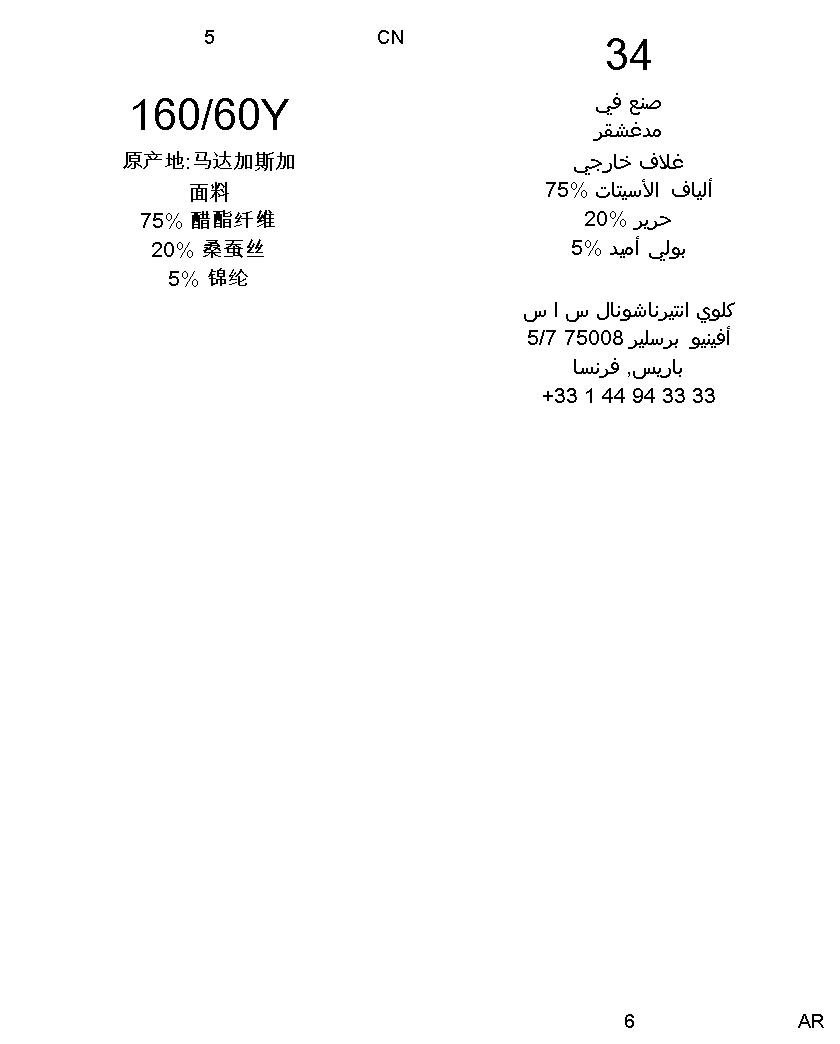 5
CN
160/60Y
原产地:马达加斯加
面料
75% 醋酯纤维
20% 桑蚕丝
5% 锦纶
34
صنع في
مدغشقر
غلاف خارجي
ألياف الأسيتات 75%
حرير 20%
بولي أميد 5%
كلوي انتيرناشونال س ا س
أفينيو برسلير 75008 5/7
باريس, فرنسا
+33 1 44 94 33 33
6
AR